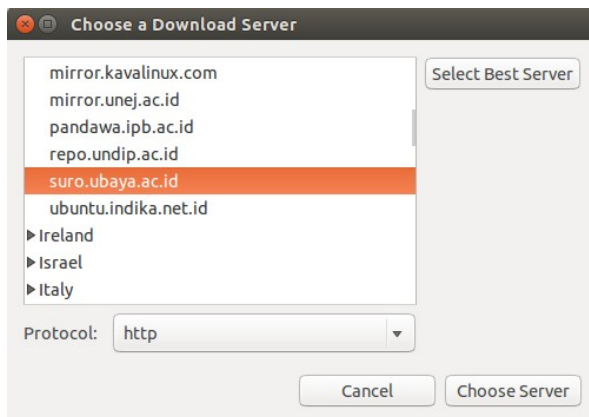 Choose a Download Server
mirror.kavalinux.com
Select Best Server
mirror.unej.ac.id
pandawa.ipb.ac.id
repo.undip.ac.id
suro.ubaya.ac.id
ubuntu.indika.net.id
Ireland
Israel
Italy
Protocol: http
Cancel Choose Server